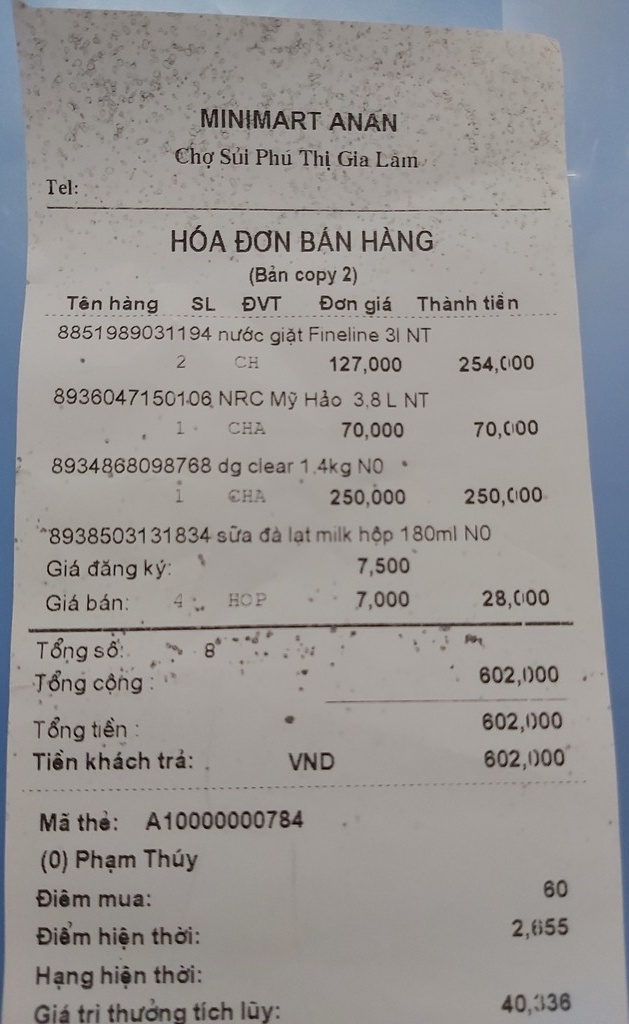 MINIMART ANAN
Chợ Sủi Phú Thị Gia Lâm
Tel:
HÓA ĐƠN BÁN HÀNG
(Bản copy 2)
Tên hàng SL ĐVT Đơn giá Thành tiền
8851989031194 nước giặt Fineline 3l NT
2 CH 127,000 254,000
8936047150106 NRC Mỹ Hảo 3,8 L NT
1 CHA 70,000 70,000
8934868098768 dg clear 1.4kg N0
1 CHA 250,000 250,000
8938503131834 sữa đà lạt milk hộp 180ml N0
Giá đăng ký: 7,500
Giá bán: 4 HOP 7,000 28,000
Tổng số: 8
Tổng cộng : 602,000
Tổng tiền : 602,000
Tiền khách trả: VND 602,000
Mã thẻ: A10000000784
(0) Phạm Thúy
Điểm mua: 60
Điểm hiện thời: 2,655
Hạng hiện thời:
Giá trị thưởng tích lũy: 40,336